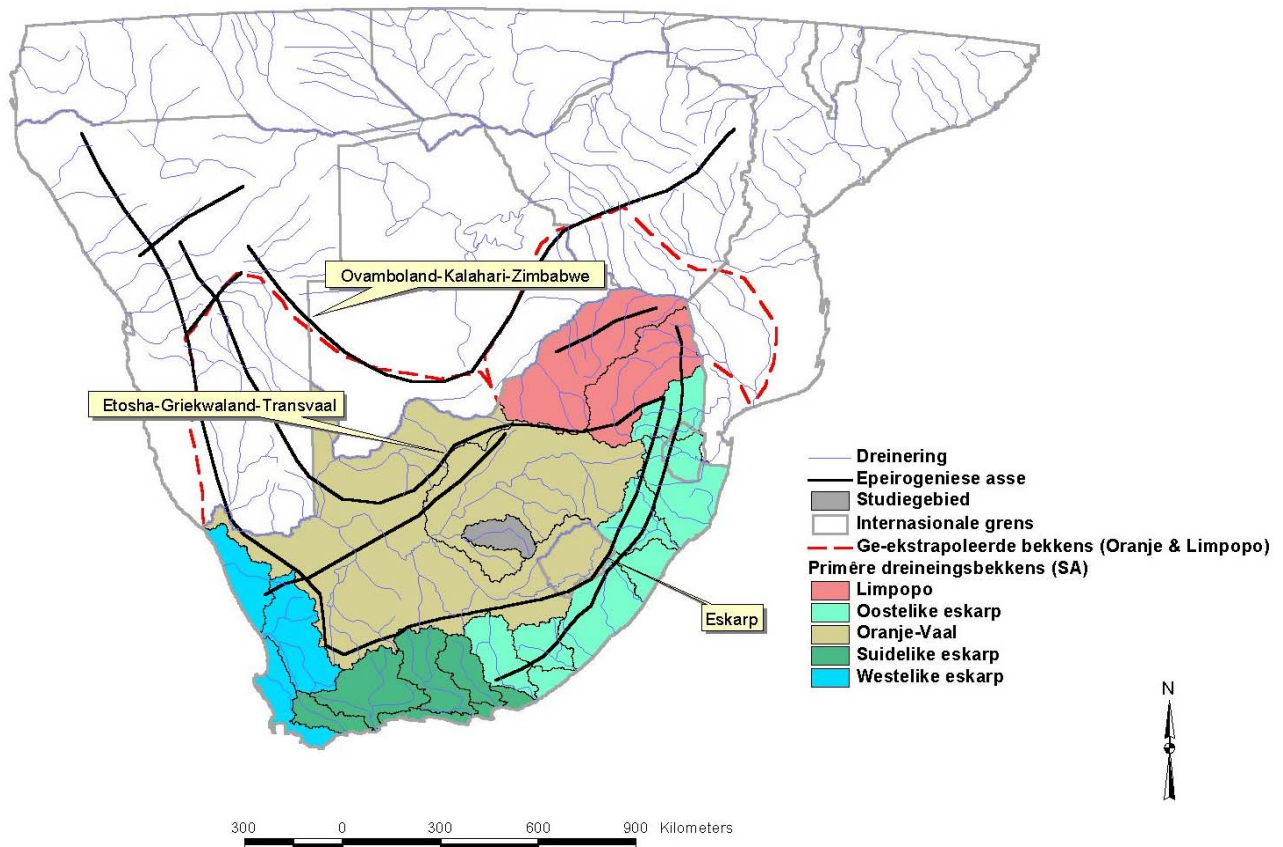 Ovamboland-Kalahari-Zimbabwe
Etosha-Griekwaland-Transvaal
Eskarp
Dreinering
Epeirogeniese asse
Studiegebied
Internasionale grens
Ge-ekstrapoleerde bekkens (Oranje & Limpopo)
Primêre dreineingsbekkens (SA)
Limpopo
Oostelike eskarp
Oranje-Vaal
Suidelike eskarp
Westelike eskarp
N
300 0 300 600 900 Kilometers